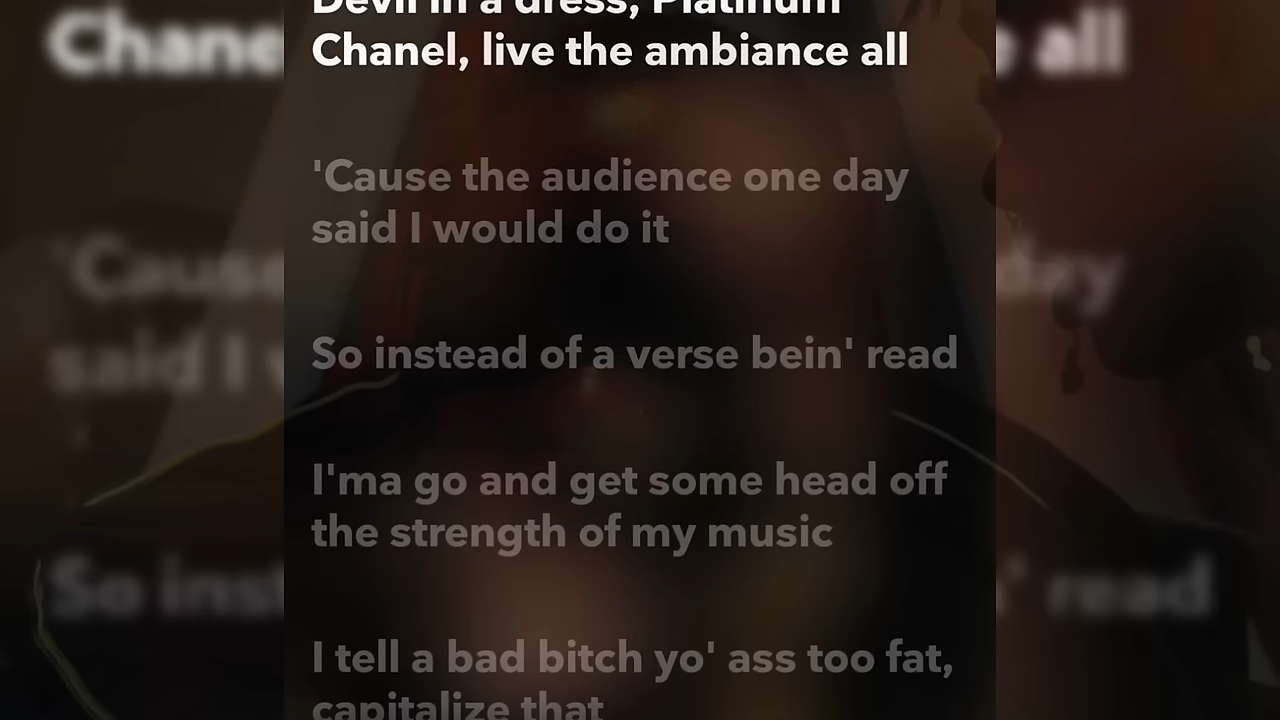 Devil in a dress, Platinum
Chanel, live the ambiance all
'Cause the audience one day
said I would do it
So instead of a verse bein' read
I'ma go and get some head off
the strength of my music
I tell a bad bitch yo' ass too fat,
capitalize that